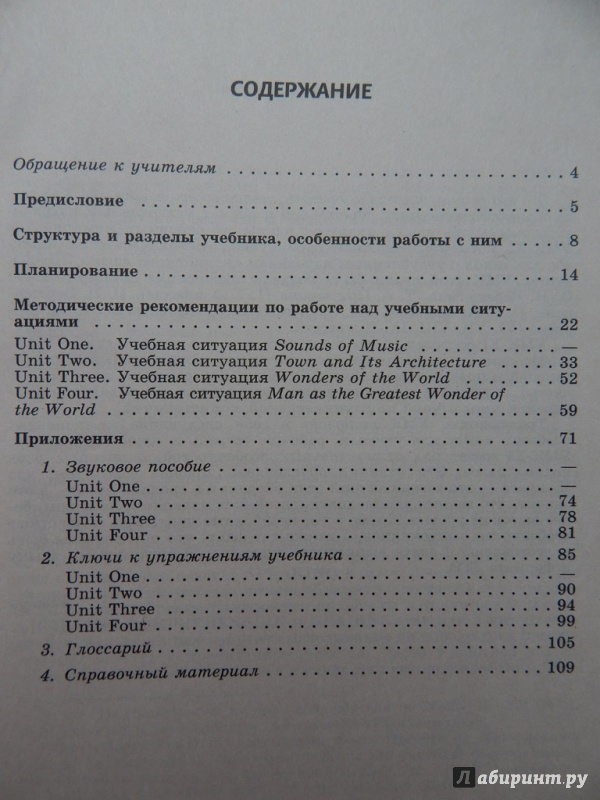 СОДЕРЖАНИЕ
Обращение к учителям . . . . . . . . . . . . . . . . . . . . . . . . . . . . 4
Предисловие . . . . . . . . . . . . . . . . . . . . . . . . . . . . . . . . . . 5
Структура и разделы учебника, особенности работы с ним . . . . . 8
Планирование . . . . . . . . . . . . . . . . . . . . . . . . . . . . . . . . . 14
Методические рекомендации по работе над учебными ситу-
ациями . . . . . . . . . . . . . . . . . . . . . . . . . . . . . . . . . . . . . 22
Unit One. Учебная ситуация Sounds of Music . . . . . . . . . . . . —
Unit Two. Учебная ситуация Town and Its Architecture . . . . . 33
Unit Three. Учебная ситуация Wonders of the World . . . . . . . . 52
Unit Four. Учебная ситуация Man as the Greatest Wonder of
the World . . . . . . . . . . . . . . . . . . . . . . . . . . . . . . . . . . . . 59
Приложения . . . . . . . . . . . . . . . . . . . . . . . . . . . . . . . . . . 71
1. Звуковое пособие . . . . . . . . . . . . . . . . . . . . . . . . . . . —
Unit One . . . . . . . . . . . . . . . . . . . . . . . . . . . . . . . . —
Unit Two . . . . . . . . . . . . . . . . . . . . . . . . . . . . . . . . 74
Unit Three . . . . . . . . . . . . . . . . . . . . . . . . . . . . . . . 78
Unit Four . . . . . . . . . . . . . . . . . . . . . . . . . . . . . . . . 81
2. Ключи к упражнениям учебника . . . . . . . . . . . . . . . . . 85
Unit One . . . . . . . . . . . . . . . . . . . . . . . . . . . . . . . . —
Unit Two . . . . . . . . . . . . . . . . . . . . . . . . . . . . . . . . 90
Unit Three . . . . . . . . . . . . . . . . . . . . . . . . . . . . . . . 94
Unit Four . . . . . . . . . . . . . . . . . . . . . . . . . . . . . . . . 99
3. Глоссарий . . . . . . . . . . . . . . . . . . . . . . . . . . . . . . . . 105
4. Справочный материал . . . . . . . . . . . . . . . . . . . . . . . . 109
Лабиринт.ру